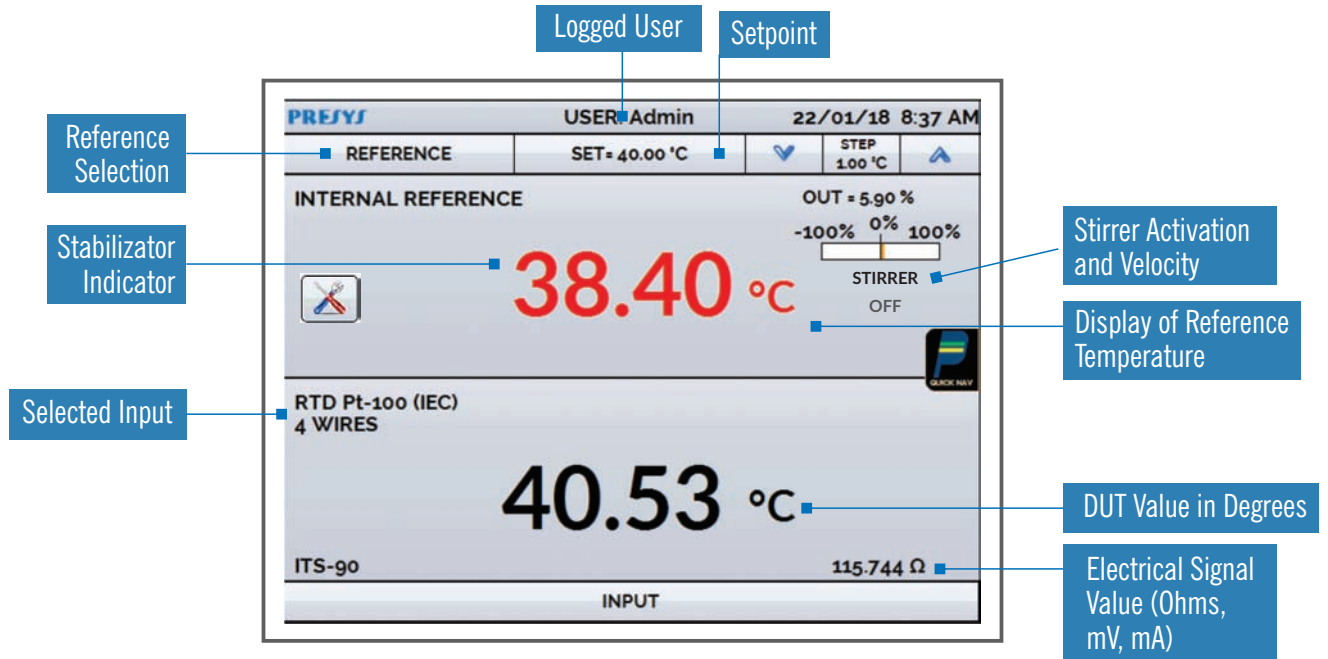 Logged User
Setpoint
PRESYS
USER: Admin
22/01/18 8:37 AM
Reference
Selection
REFERENCE
SET= 40.00 °C
STEP
1.00 °C
INTERNAL REFERENCE
OUT = 5.90 %
-100% 0% 100%
Stabilizator
Indicator
38.40 °C
STIRRER
OFF
Stirrer Activation
and Velocity
Display of Reference
Temperature
QUICK NAV
Selected Input
RTD Pt-100 (IEC)
4 WIRES
40.53 °C
DUT Value in Degrees
ITS-90
115.744 Ω
Electrical Signal
Value (Ohms,
mV, mA)
INPUT